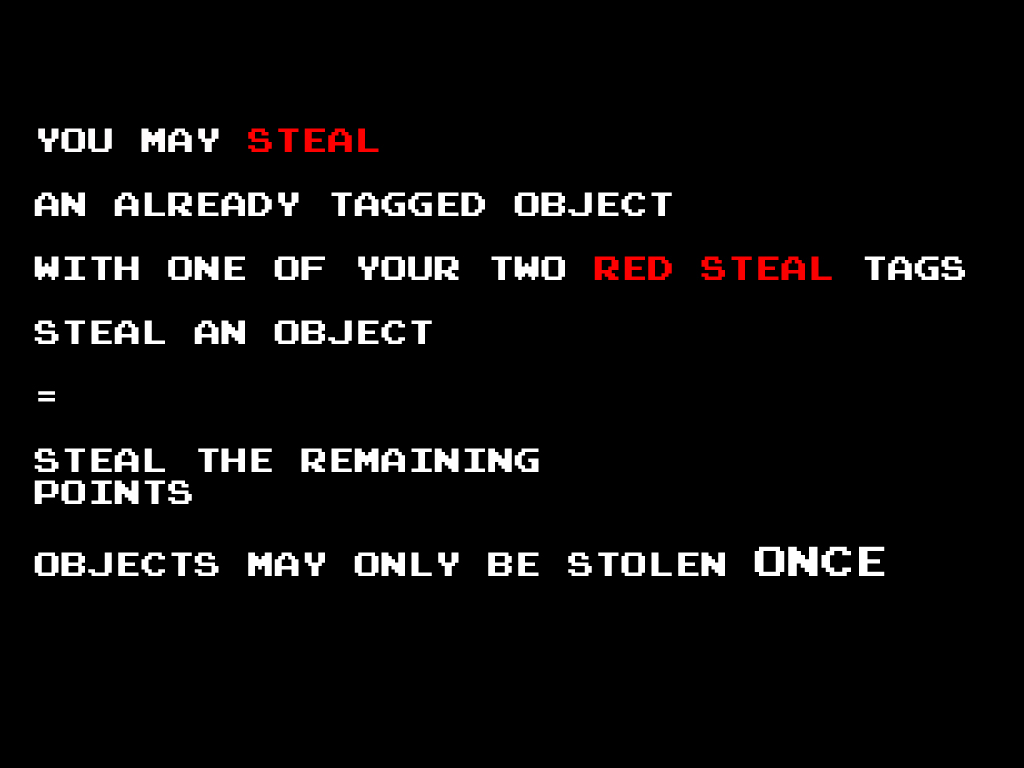 YOU MAY STEAL
AN ALREADY TAGGED OBJECT
WITH ONE OF YOUR TWO RED STEAL TAGS
STEAL AN OBJECT
=
STEAL THE REMAINING
POINTS
OBJECTS MAY ONLY BE STOLEN ONCE